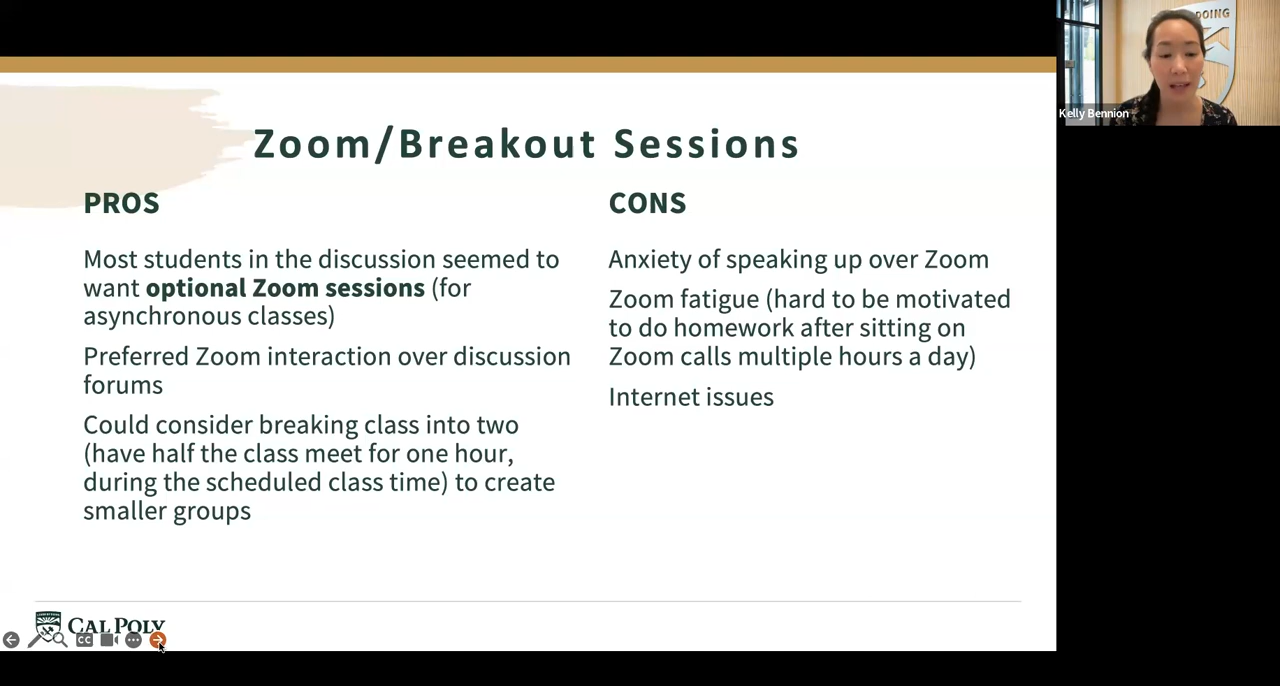 Zoom/Breakout Sessions
PROS
Most students in the discussion seemed to
want optional Zoom sessions (for
asynchronous classes)
Preferred Zoom interaction over discussion
forums
Could consider breaking class into two
(have half the class meet for one hour,
during the scheduled class time) to create
smaller groups
CONS
Anxiety of speaking up over Zoom
Zoom fatigue (hard to be motivated
to do homework after sitting on
Zoom calls multiple hours a day)
Internet issues
CAL POLY
CC
DOING
Kelly Bennion